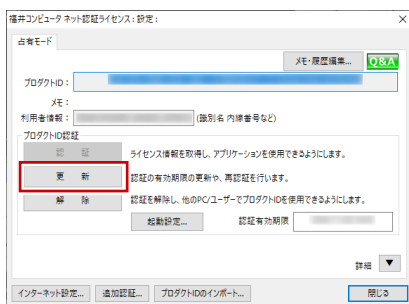 福井コンピュータ ネット認証ライセンス：設定：
占有モード
メモ・履歴編集... Q&A
プロダクトID：
メモ：
利用者情報： (識別名 内線番号など)
プロダクトID認証
認 証 ライセンス情報を取得し、アプリケーションを使用できるようにします。
更 新 認証の有効期限の更新や、再認証を行います。
解 除 認証を解除し、他のPC/ユーザーでプロダクトIDを使用できるようにします。
起動設定... 認証有効期限
詳細 ▼
インターネット設定... 追加認証... プロダクトIDのインポート... 閉じる